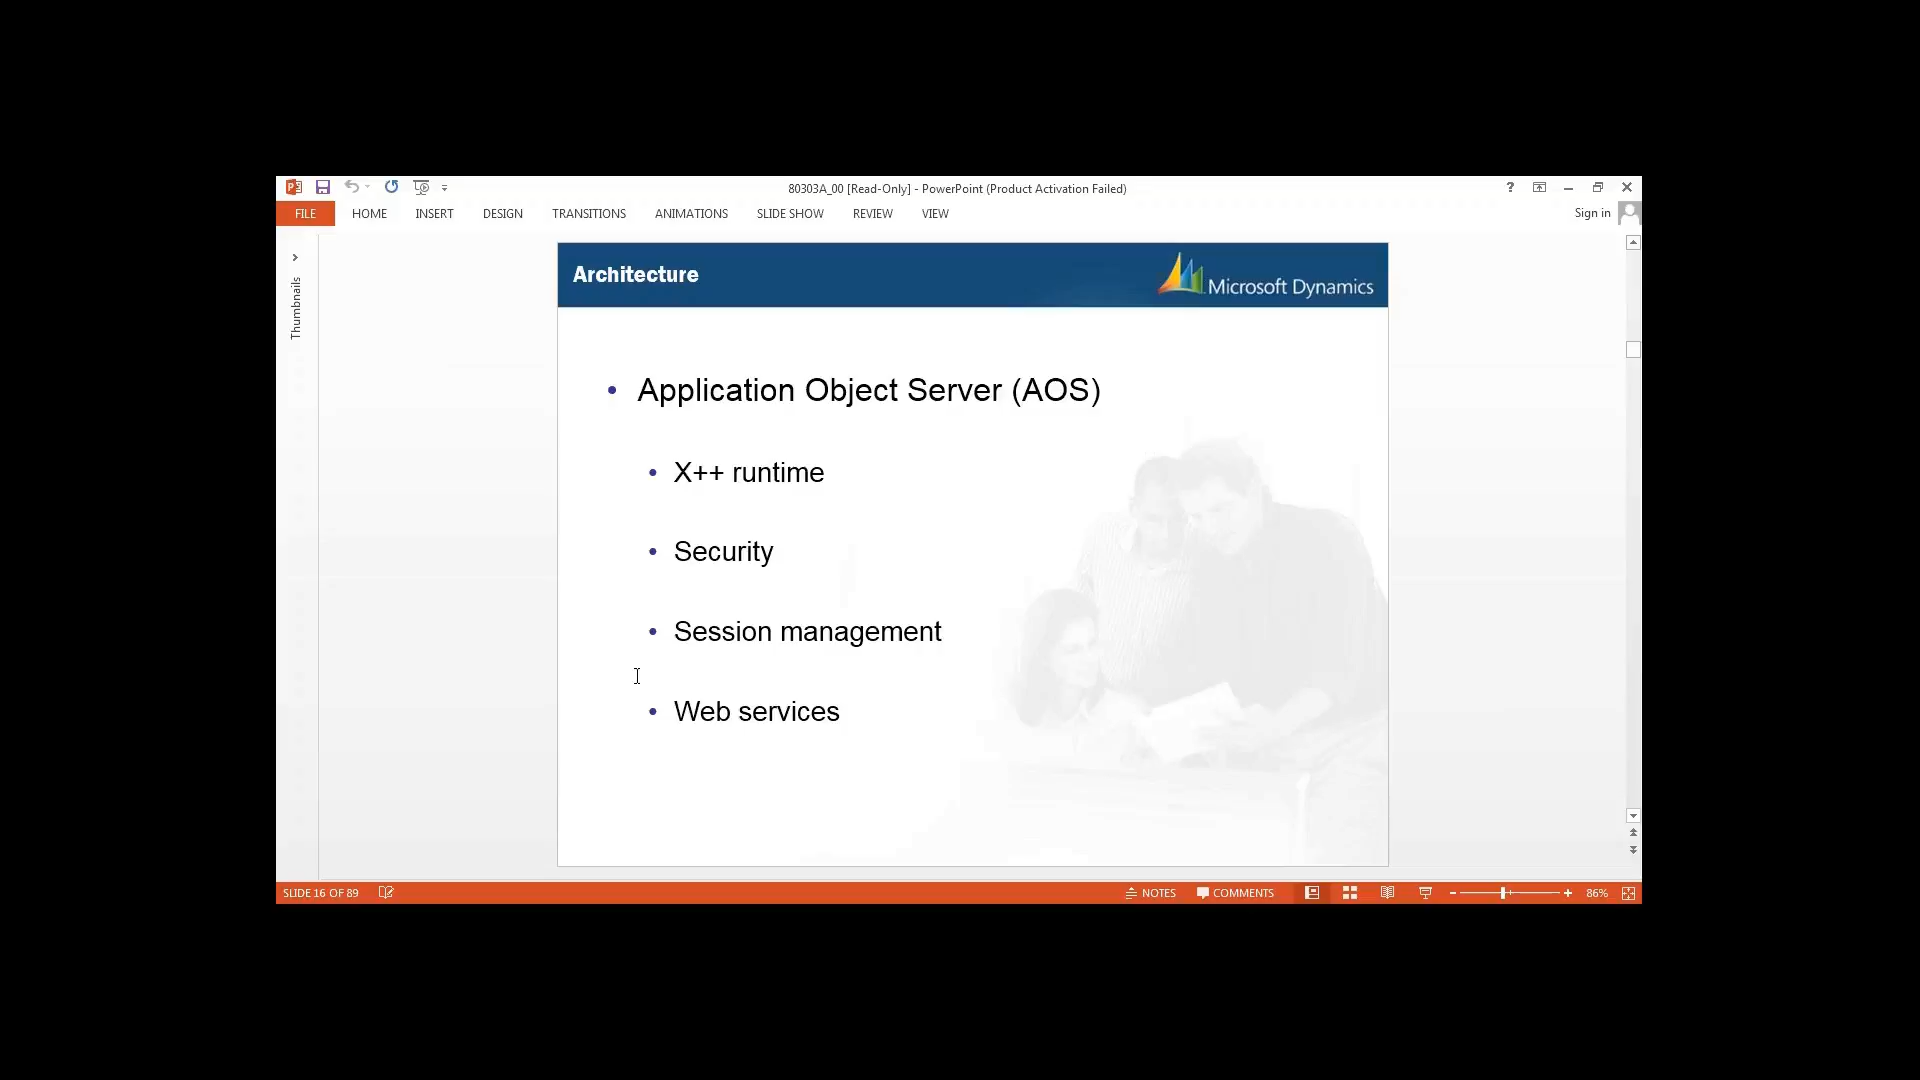 80303A_00 [Read-Only] - PowerPoint (Product Activation Failed)
FILE HOME INSERT DESIGN TRANSITIONS ANIMATIONS SLIDE SHOW REVIEW VIEW Sign in
Thumbnails
Architecture
Microsoft Dynamics
• Application Object Server (AOS)
• X++ runtime
• Security
• Session management
• Web services
SLIDE 16 OF 89 NOTES COMMENTS 86%